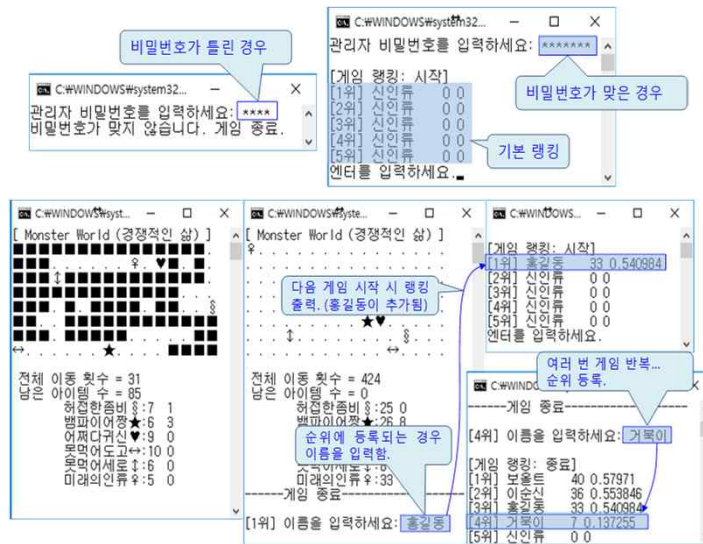 비밀번호가 틀린 경우
C:₩WINDOWS₩system32...
관리자 비밀번호를 입력하세요: ****
비밀번호가 맞지 않습니다. 게임 종료.
C:₩WINDOWS₩system32...
관리자 비밀번호를 입력하세요: *******
비밀번호가 맞은 경우
[게임 랭킹: 시작]
[1위] 신인류 0 0
[2위] 신인류 0 0
[3위] 신인류 0 0
[4위] 신인류 0 0
[5위] 신인류 0 0
기본 랭킹
엔터를 입력하세요.
C:₩WINDOWS₩syst...
[ Monster World (경쟁적인 삶) ]
전체 이동 횟수 = 31
남은 아이템 수 = 85
허접한좀비§:7 1
뱀파이어짱★:6 3
어쩌다귀신♥:9 0
못먹어도고↔:10 0
못먹어세로↕:6 0
미래의인류♀:5 0
C:₩WINDOWS₩syste...
[ Monster World (경쟁적인 삶) ]
다음 게임 시작 시 랭킹
출력. (홍길동이 추가됨)
전체 이동 횟수 = 424
남은 아이템 수 = 0
허접한좀비§:25 0
뱀파이어짱★:26 8
순위에 등록되는 경우
이름을 입력함.
미래의인류♀:33
------게임 종료------
[1위] 이름을 입력하세요: 홍길동
C:₩WINDOWS...
[게임 랭킹: 시작]
[1위] 홍길동 33 0.540984
[2위] 신인류 0 0
[3위] 신인류 0 0
[4위] 신인류 0 0
[5위] 신인류 0 0
엔터를 입력하세요.
여러 번 게임 반복...
순위 등록.
C:₩WINDO
------게임 종료------
[4위] 이름을 입력하세요: 거북이
[게임 랭킹: 종료]
[1위] 보올트 40 0.57971
[2위] 이순신 36 0.553846
[3위] 홍길동 33 0.540984
[4위] 거북이 7 0.137255
[5위] 신인류 0 0